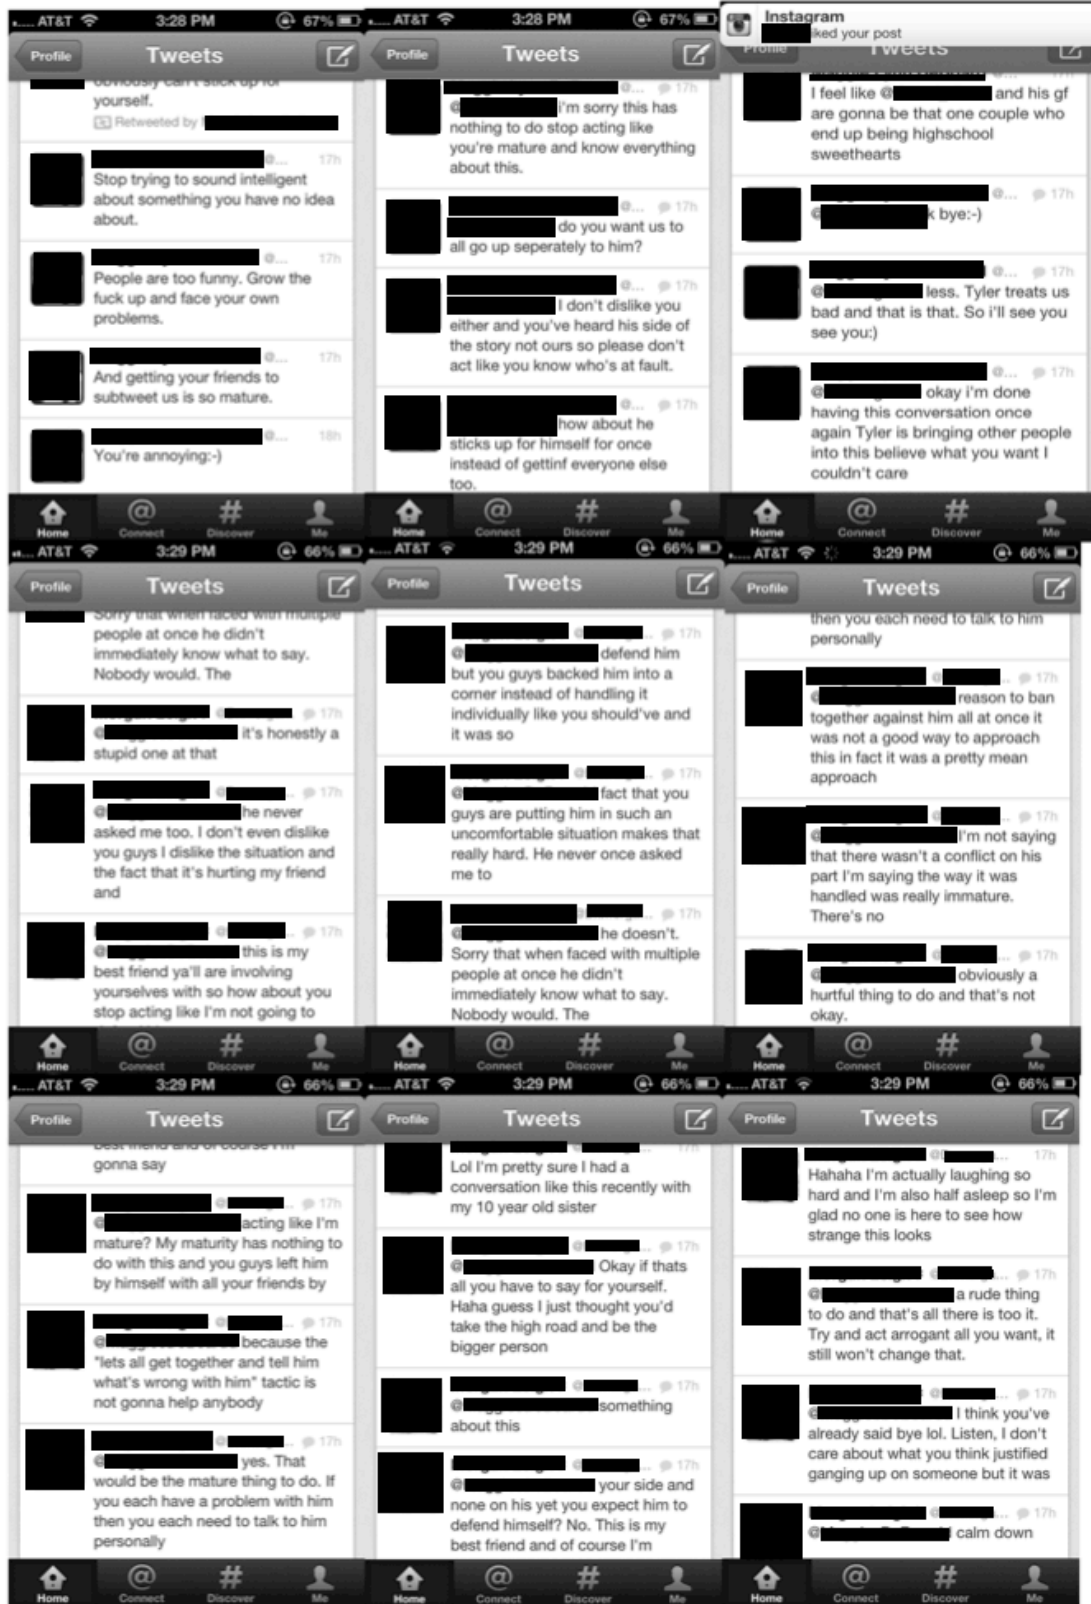 AT&T 3:28 PM 67%
Profile Tweets
obviously can't stick up for
yourself.
Retweeted by
@... 17h
Stop trying to sound intelligent
about something you have no idea
about.
@... 17h
People are too funny. Grow the
fuck up and face your own
problems.
@... 17h
And getting your friends to
subtweet us is so mature.
@... 18h
You're annoying:-)
Home Connect Discover Me
AT&T 3:28 PM 67%
Profile Tweets
@... 17h
@ i'm sorry this has
nothing to do stop acting like
you're mature and know everything
about this.
@... 17h
do you want us to
all go up seperately to him?
@... 17h
I don't dislike you
either and you've heard his side of
the story not ours so please don't
act like you know who's at fault.
@... 17h
how about he
sticks up for himself for once
instead of gettinf everyone else
too.
Home Connect Discover Me
Instagram
iked your post
Profile Tweets
@... 17h
I feel like @ and his gf
are gonna be that one couple who
end up being highschool
sweethearts
@... 17h
@ k bye:-)
@... 17h
@ less. Tyler treats us
bad and that is that. So i'll see you
see you:)
@... 17h
@ okay i'm done
having this conversation once
again Tyler is bringing other people
into this believe what you want I
couldn't care
Home Connect Discover Me
AT&T 3:29 PM 66%
Profile Tweets
Sorry that when faced with multiple
people at once he didn't
immediately know what to say.
Nobody would. The
@ 17h
@ it's honestly a
stupid one at that
@ ... 17h
@ he never
asked me too. I don't even dislike
you guys I dislike the situation and
the fact that it's hurting my friend
and
@ ... 17h
@ this is my
best friend ya'll are involving
yourselves with so how about you
stop acting like I'm not going to
Home Connect Discover Me
AT&T 3:29 PM 66%
Profile Tweets
@ ... 17h
@ defend him
but you guys backed him into a
corner instead of handling it
individually like you should've and
it was so
@ ... 17h
@ fact that you
guys are putting him in such an
uncomfortable situation makes that
really hard. He never once asked
me to
... 17h
@ he doesn't.
Sorry that when faced with multiple
people at once he didn't
immediately know what to say.
Nobody would. The
Home Connect Discover Me
AT&T 3:29 PM 66%
Profile Tweets
then you each need to talk to him
personally
@ ... 17h
@ reason to ban
together against him all at once it
was not a good way to approach
this in fact it was a pretty mean
approach
@ ... 17h
@ I'm not saying
that there wasn't a conflict on his
part I'm saying the way it was
handled was really immature.
There's no
@ ... 17h
@ obviously a
hurtful thing to do and that's not
okay.
Home Connect Discover Me
AT&T 3:29 PM 66%
Profile Tweets
best friend and of course I'm
gonna say
@ ... 17h
@ acting like I'm
mature? My maturity has nothing to
do with this and you guys left him
by himself with all your friends by
@ ... 17h
@ because the
"lets all get together and tell him
what's wrong with him" tactic is
not gonna help anybody
@ ... 17h
@ yes. That
would be the mature thing to do. If
you each have a problem with him
then you each need to talk to him
personally
Home Connect Discover Me
AT&T 3:29 PM 66%
Profile Tweets
@ ... 17h
Lol I'm pretty sure I had a
conversation like this recently with
my 10 year old sister
@ ... 17h
@ Okay if thats
all you have to say for yourself.
Haha guess I just thought you'd
take the high road and be the
bigger person
@ ... 17h
@ something
about this
@ ... 17h
@ your side and
none on his yet you expect him to
defend himself? No. This is my
best friend and of course I'm
Home Connect Discover Me
AT&T 3:29 PM 66%
Profile Tweets
@ 17h
Hahaha I'm actually laughing so
hard and I'm also half asleep so I'm
glad no one is here to see how
strange this looks
@ ... 17h
@ a rude thing
to do and that's all there is too it.
Try and act arrogant all you want, it
still won't change that.
@ ... 17h
@ I think you've
already said bye lol. Listen, I don't
care about what you think justified
ganging up on someone but it was
@ ... 17h
@ calm down
Home Connect Discover Me